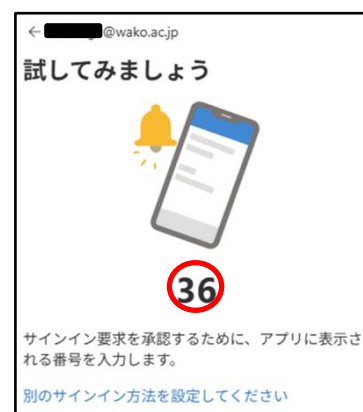 ← @wako.ac.jp
試してみましょう
36
サインイン要求を承認するために、アプリに表示さ
れる番号を入力します。
別のサインイン方法を設定してください